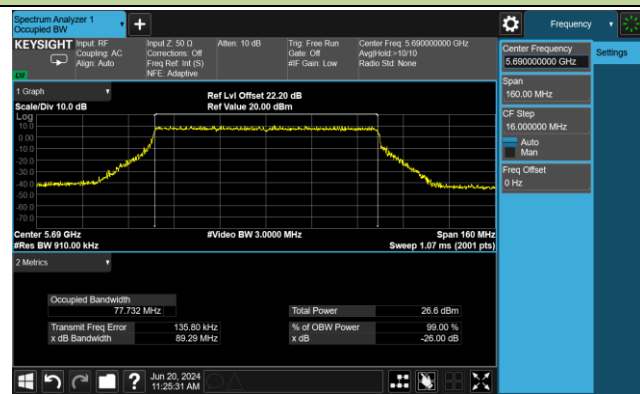 Spectrum Analyzer 1
Occupied BW
Frequency
KEYSIGHT
Input: RF
Coupling: AC
Align: Auto
Input Z: 50 Ω
Corrections: Off
Freq Ref: Int (S)
NFE: Adaptive
Atten: 10 dB
Trig: Free Run
Gate: Off
#IF Gain: Low
Center Freq: 5.690000000 GHz
Avg|Hold:>10/10
Radio Std: None
Center Frequency
5.690000000 GHz
Settings
Span
160.00 MHz
CF Step
16.000000 MHz
Auto
Man
Freq Offset
0 Hz
1 Graph
Scale/Div 10.0 dB
Ref Lvl Offset 22.20 dB
Ref Value 20.00 dBm
Log
10.0
0.00
-10.0
-20.0
-30.0
-40.0
-50.0
-60.0
-70.0
Center 5.69 GHz
#Video BW 3.0000 MHz
Span 160 MHz
#Res BW 910.00 kHz
Sweep 1.07 ms (2001 pts)
2 Metrics
Occupied Bandwidth
77.732 MHz
Total Power
26.6 dBm
Transmit Freq Error
135.80 kHz
% of OBW Power
99.00 %
x dB Bandwidth
89.29 MHz
x dB
-26.00 dB
Jun 20, 2024
11:25:31 AM